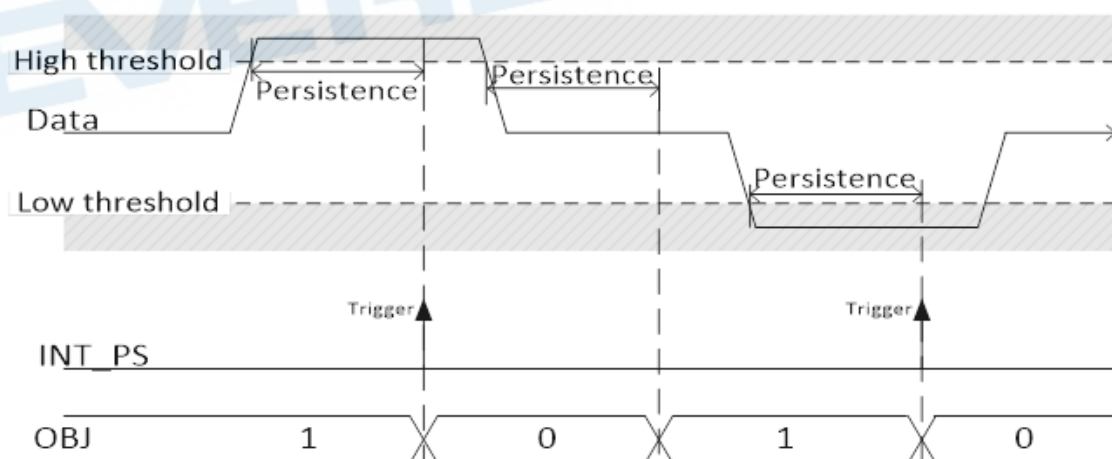 High threshold
Persistence
Persistence
Data
Persistence
Low threshold
Trigger
Trigger
INT_PS
OBJ 1 0 1 0